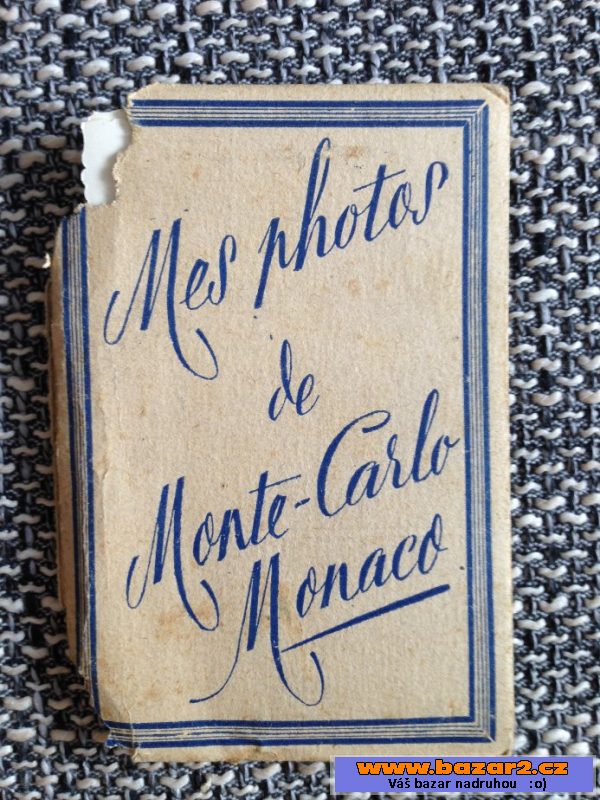 Mes photos
de
Monte-Carlo
Monaco
www.bazar2.cz
Váš bazar nadruhou :o)